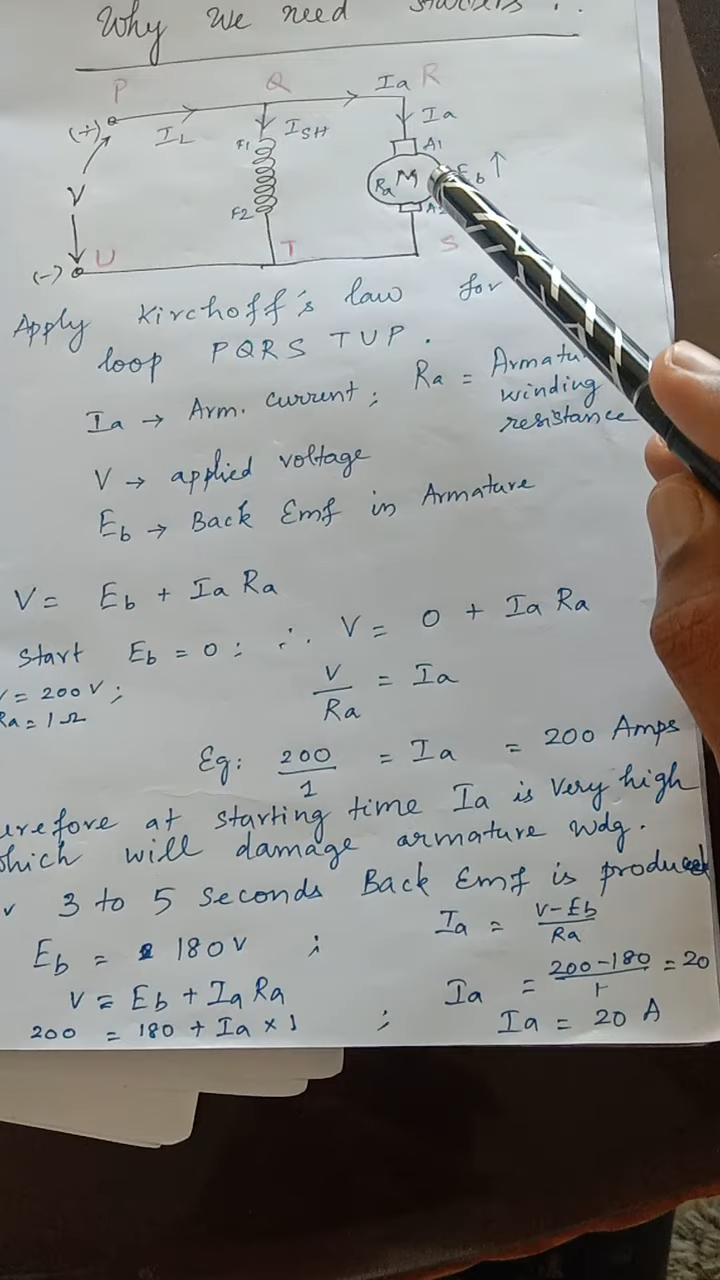 Why we need
P
Q
Ia R
(+)
IL
ISH
Ia
F1
A1
V
Ra M
Eb ↑
F2
U
T
S
(-)
Apply Kirchoff's law for
loop PQRS TUP.
Ia → Arm. current ; Ra = Armatu
winding
resistance
V → applied voltage
Eb → Back Emf in Armature
V = Eb + Ia Ra
start Eb = 0 ; ∴ V = 0 + Ia Ra
V = 200 V ;
Ra = 1 Ω
V/Ra = Ia
Eg: 200/1 = Ia = 200 Amps
erefore at starting time Ia is very high
which will damage armature wdg.
3 to 5 seconds Back Emf is produced
Eb = 180 V ; Ia = V-Eb/Ra
V = Eb + Ia Ra
Ia = 200-180/1 = 20
200 = 180 + Ia × 1 ; Ia = 20 A